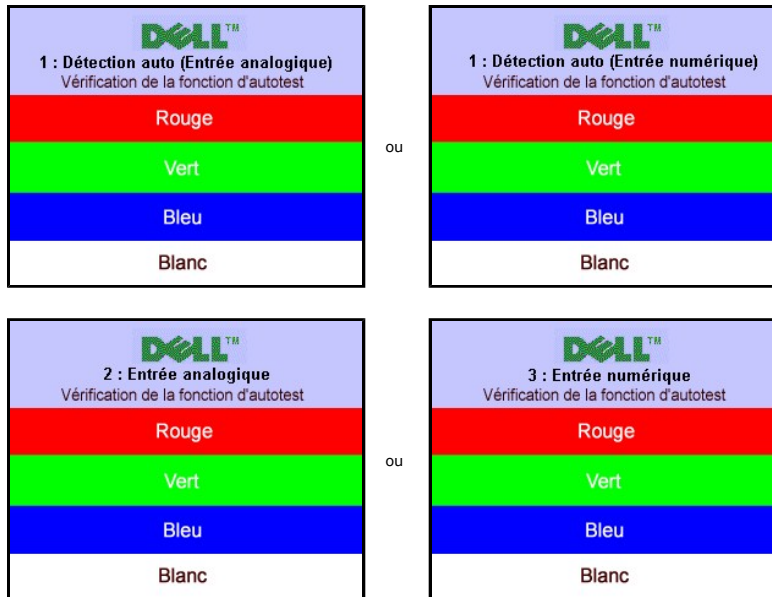 DELL™
1 : Détection auto (Entrée analogique)
Vérification de la fonction d'autotest
Rouge
Vert
Bleu
Blanc
ou
DELL™
1 : Détection auto (Entrée numérique)
Vérification de la fonction d'autotest
Rouge
Vert
Bleu
Blanc
DELL™
2 : Entrée analogique
Vérification de la fonction d'autotest
Rouge
Vert
Bleu
Blanc
ou
DELL™
3 : Entrée numérique
Vérification de la fonction d'autotest
Rouge
Vert
Bleu
Blanc